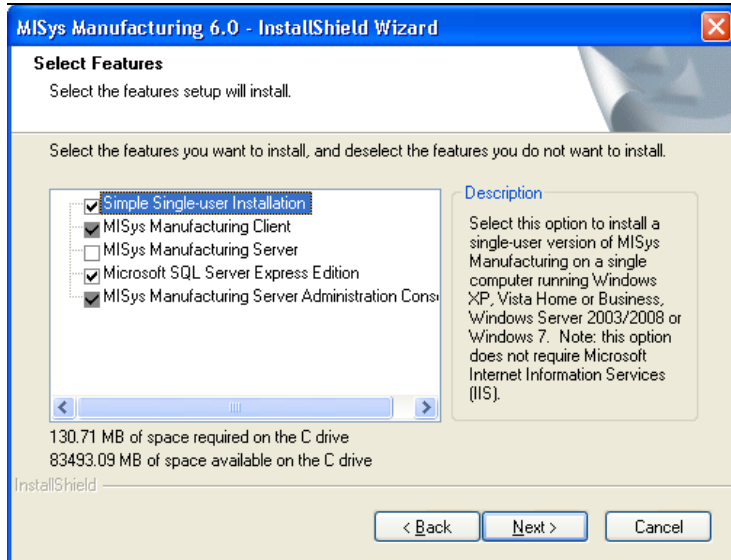 MISys Manufacturing 6.0 - InstallShield Wizard
Select Features
Select the features setup will install.
Select the features you want to install, and deselect the features you do not want to install.
Simple Single-user Installation
MISys Manufacturing Client
MISys Manufacturing Server
Microsoft SQL Server Express Edition
MISys Manufacturing Server Administration Cons
Description
Select this option to install a
single-user version of MISys
Manufacturing on a single
computer running Windows
XP, Vista Home or Business,
Windows Server 2003/2008 or
Windows 7. Note: this option
does not require Microsoft
Internet Information Services
(IIS).
130.71 MB of space required on the C drive
83493.09 MB of space available on the C drive
InstallShield
< Back
Next >
Cancel